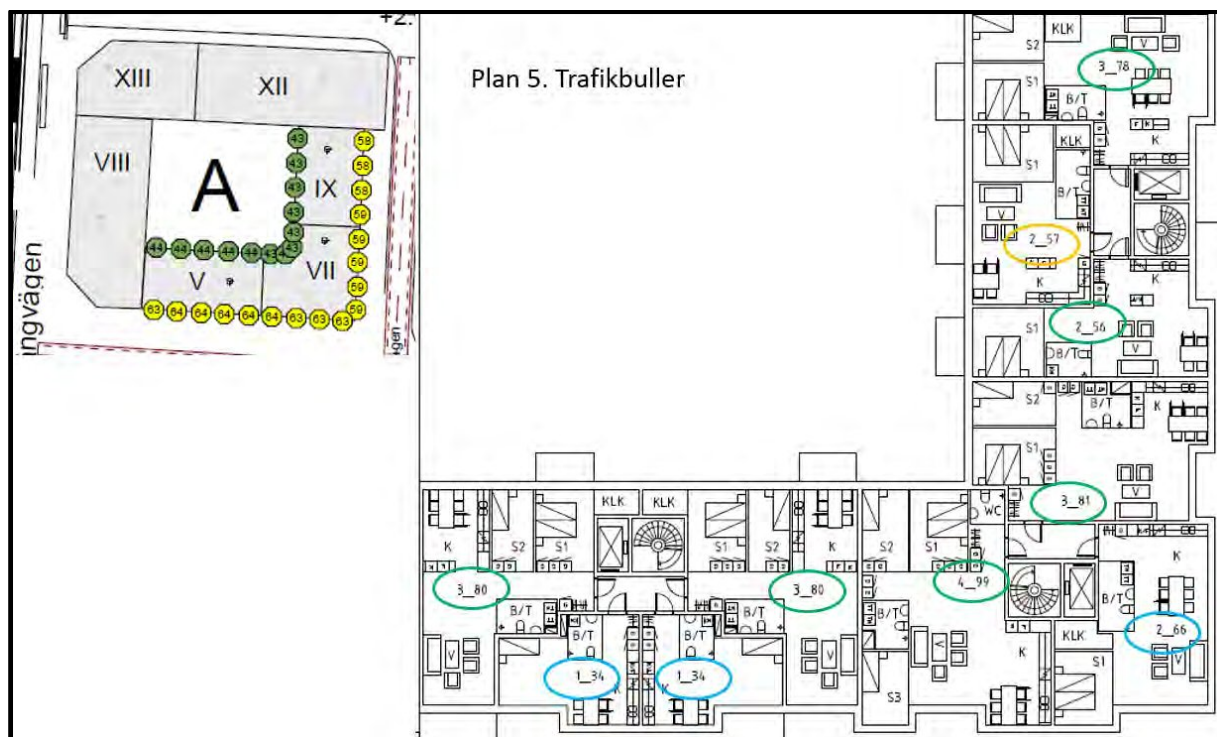 +2.
Plan 5. Trafikbuller
XIII
XII
VIII
A
IX
VII
V
43
43
43
43
43
43
43
44
44
44
44
44
58
58
58
59
59
59
59
63
64
64
64
64
64
63
63
63
ngvägen
gen
S2
KLK
V
3_78
S1
B/T
K
S1
KLK
B/T
V
2_57
K
K
2_56
S1
B/T
V
S2
B/T
K
S1
V
3_81
K
S2
S1
KLK
KLK
S1
S2
K
S2
S1
WC
3_80
3_80
4_99
K
B/T
B/T
B/T
B/T
B/T
B/T
2_66
V
V
V
V
KLK
K
S1
1_34
K
1_34
K
S3